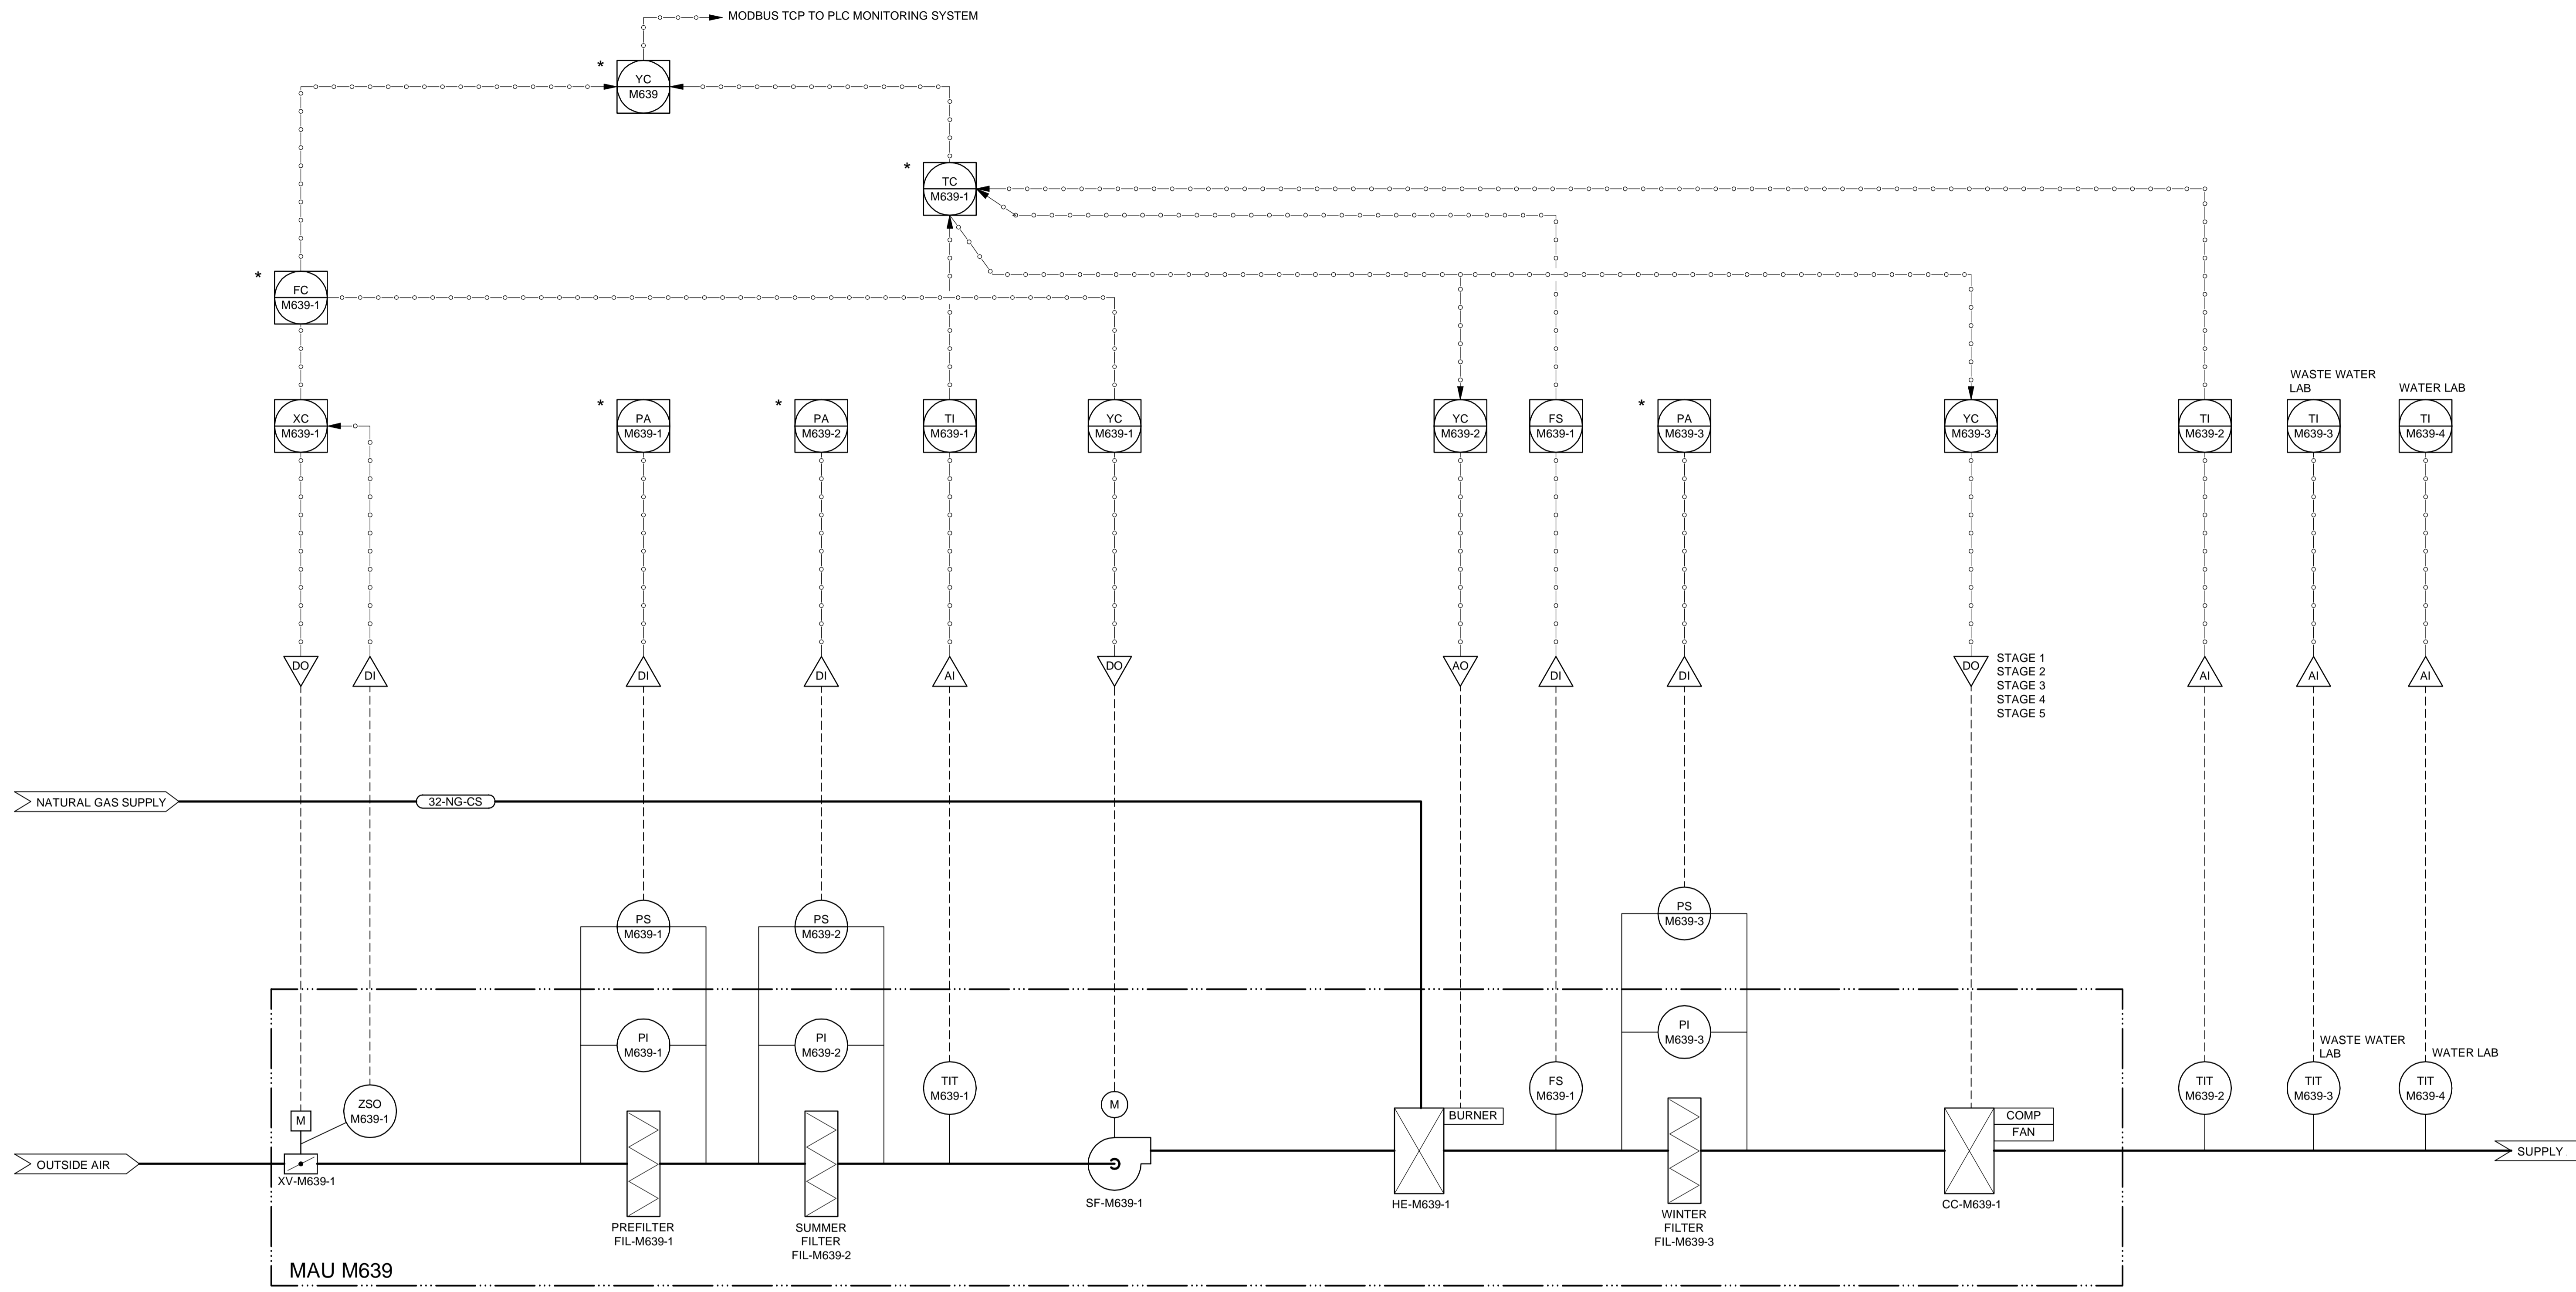 MODBUS TCP TO PLC MONITORING SYSTEM
*
YC
M639
*
TC
M639-1
*
FC
M639-1
WASTE WATER
LAB
WATER LAB
XC
M639-1
*
PA
M639-1
*
PA
M639-2
TI
M639-1
YC
M639-1
YC
M639-2
FS
M639-1
*
PA
M639-3
YC
M639-3
TI
M639-2
TI
M639-3
TI
M639-4
DO
DI
DI
DI
AI
DO
AO
DI
DI
DO
STAGE 1
STAGE 2
STAGE 3
STAGE 4
STAGE 5
AI
AI
AI
NATURAL GAS SUPPLY
32-NG-CS
PS
M639-1
PS
M639-2
PS
M639-3
PI
M639-1
PI
M639-2
PI
M639-3
WASTE WATER
LAB
WATER LAB
ZSO
M639-1
TIT
M639-1
FS
M639-1
TIT
M639-2
TIT
M639-3
TIT
M639-4
M
M
BURNER
COMP
FAN
OUTSIDE AIR
SUPPLY
XV-M639-1
PREFILTER
FIL-M639-1
SUMMER
FILTER
FIL-M639-2
SF-M639-1
HE-M639-1
WINTER
FILTER
FIL-M639-3
CC-M639-1
MAU M639